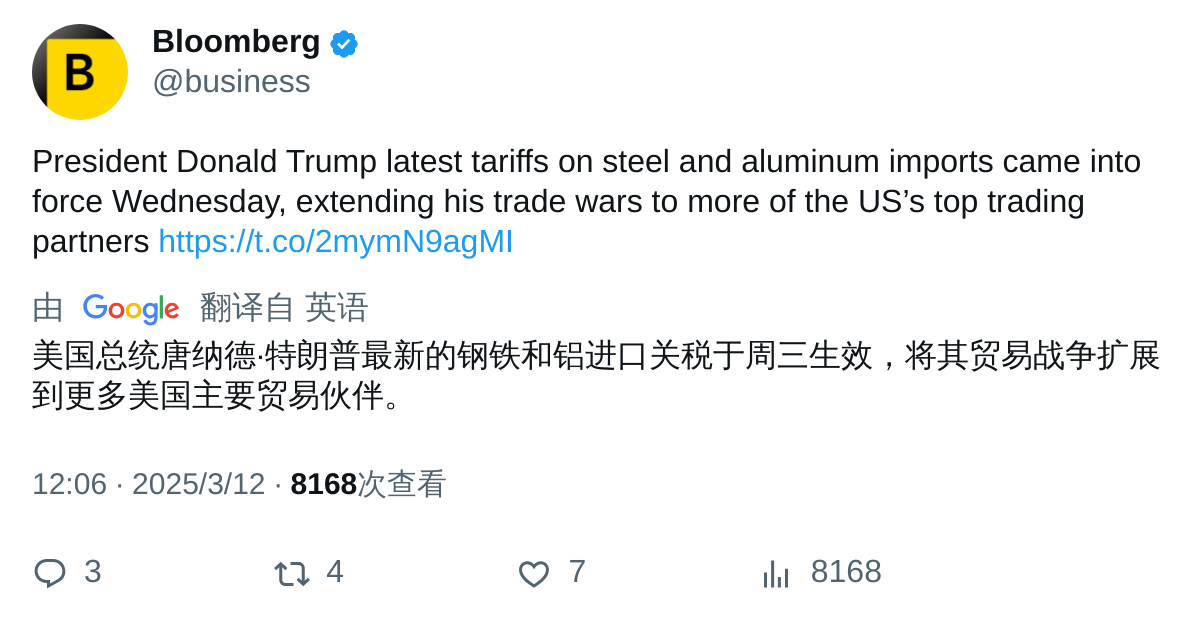 B
Bloomberg
@business
President Donald Trump latest tariffs on steel and aluminum imports came into
force Wednesday, extending his trade wars to more of the US’s top trading
partners https://t.co/2mymN9agMI
由 Google 翻译自 英语
美国总统唐纳德·特朗普最新的钢铁和铝进口关税于周三生效，将其贸易战争扩展
到更多美国主要贸易伙伴。
12:06 · 2025/3/12 · 8168次查看
3 4 7 8168